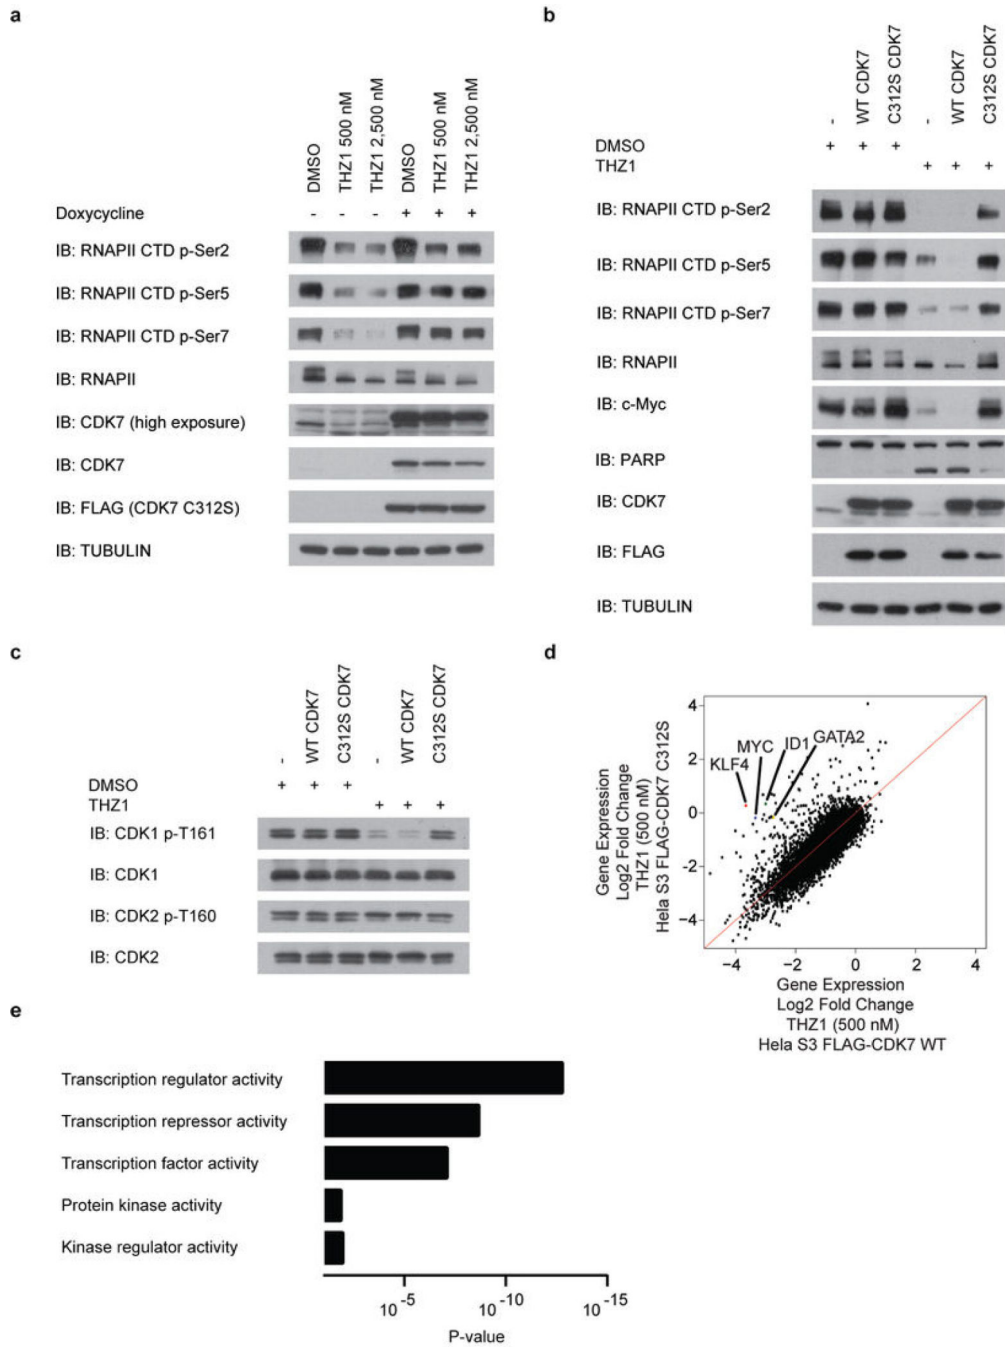 a
DMSO
THZ1 500 nM
THZ1 2,500 nM
DMSO
THZ1 500 nM
THZ1 2,500 nM
Doxycycline - - - + + +
IB: RNAPII CTD p-Ser2
IB: RNAPII CTD p-Ser5
IB: RNAPII CTD p-Ser7
IB: RNAPII
IB: CDK7 (high exposure)
IB: CDK7
IB: FLAG (CDK7 C312S)
IB: TUBULIN
b
-
WT CDK7
C312S CDK7
-
WT CDK7
C312S CDK7
DMSO + + +
THZ1 + + +
IB: RNAPII CTD p-Ser2
IB: RNAPII CTD p-Ser5
IB: RNAPII CTD p-Ser7
IB: RNAPII
IB: c-Myc
IB: PARP
IB: CDK7
IB: FLAG
IB: TUBULIN
c
-
WT CDK7
C312S CDK7
-
WT CDK7
C312S CDK7
DMSO + + +
THZ1 + + +
IB: CDK1 p-T161
IB: CDK1
IB: CDK2 p-T160
IB: CDK2
d
Gene Expression
Log2 Fold Change
THZ1 (500 nM)
Hela S3 FLAG-CDK7 C312S
4
2
0
−2
−4
KLF4
MYC
ID1
GATA2
−4 −2 0 2 4
Gene Expression
Log2 Fold Change
THZ1 (500 nM)
Hela S3 FLAG-CDK7 WT
e
Transcription regulator activity
Transcription repressor activity
Transcription factor activity
Protein kinase activity
Kinase regulator activity
10-5 10-10 10-15
P-value